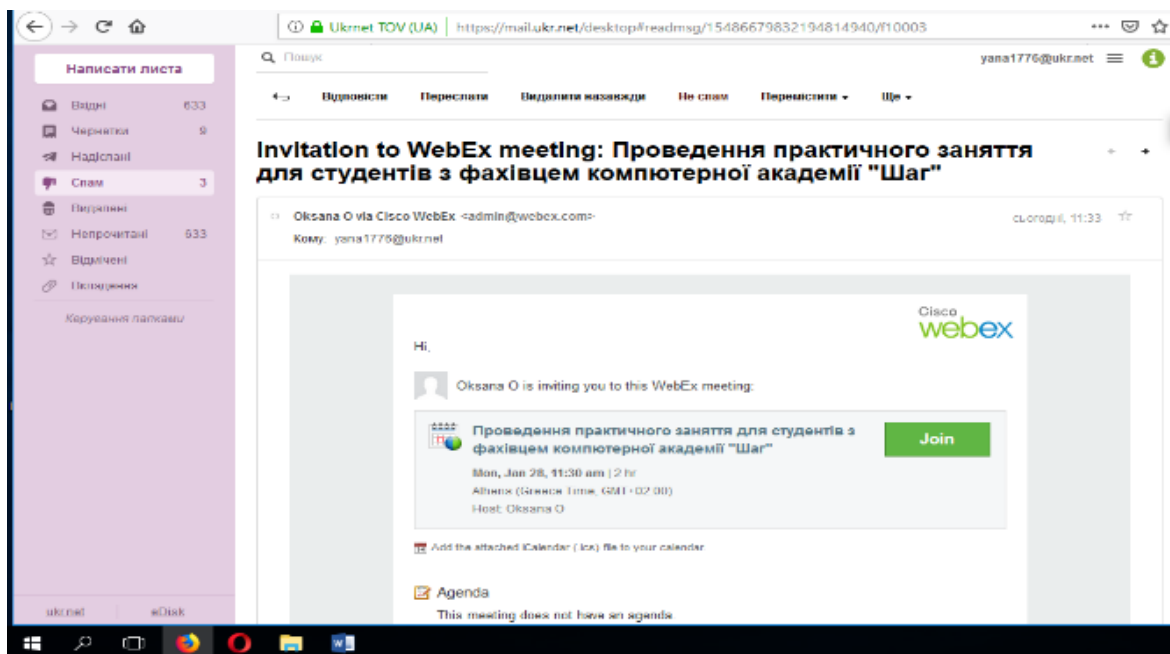 Ukrnet TOV (UA) https://mail.ukr.net/desktop#readmsg/15486679832194814940/f10003
Написати листа
Пошук
yana1776@ukr.net
Вхідні 633
Чернетки 9
Надіслані
Спам 3
Видалені
Непрочитані 633
Відмічені
Вкладення
Керування папками
ukr.net eDisk
Відповісти Переслати Видалити назавжди Не спам Перемістити Ще
Invitation to WebEx meeting: Проведення практичного заняття
для студентів з фахівцем компютерної академії "Шаг"
Oksana O via Cisco WebEx <admin@webex.com>
сьогодні, 11:33
Кому: yana1776@ukr.net
Cisco
webex
Hi,
Oksana O is inviting you to this WebEx meeting:
Проведення практичного заняття для студентів з
фахівцем компютерної академії "Шаг"
Join
Mon, Jan 28, 11:30 am | 2 hr
Athens (Greece Time, GMT+02:00)
Host: Oksana O
Add the attached iCalendar (.ics) file to your calendar.
Agenda
This meeting does not have an agenda.